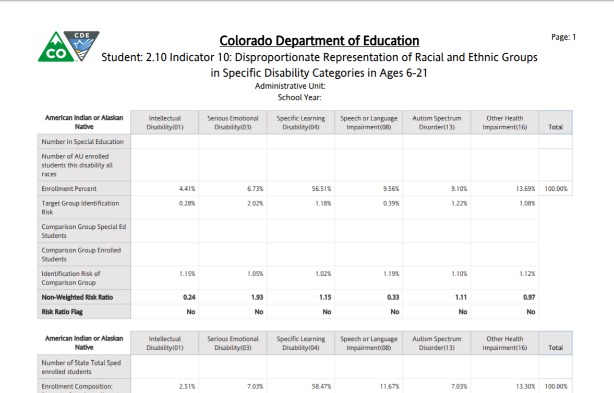 CDE
CO
Page: 1
Colorado Department of Education
Student: 2.10 Indicator 10: Disproportionate Representation of Racial and Ethnic Groups
in Specific Disability Categories in Ages 6-21
Administrative Unit:
School Year:
American Indian or Alaskan Native Intellectual Disability(01) Serious Emotional Disability(03) Specific Learning Disability(04) Speech or Language Impairment(08) Autism Spectrum Disorder(13) Other Health Impairment(16) Total
Number in Special Education
Number of AU enrolled
students this disability all
races
Enrollment Percent 4.41% 6.73% 56.51% 9.56% 9.10% 13.69% 100.00%
Target Group Identification
Risk 0.28% 2.02% 1.18% 0.39% 1.22% 1.08%
Comparison Group Special Ed
Students
Comparison Group Enrolled
Students
Identification Risk of
Comparison Group 1.15% 1.05% 1.02% 1.19% 1.10% 1.12%
Non-Weighted Risk Ratio 0.24 1.93 1.15 0.33 1.11 0.97
Risk Ratio Flag No No No No No No
American Indian or Alaskan Native Intellectual Disability(01) Serious Emotional Disability(03) Specific Learning Disability(04) Speech or Language Impairment(08) Autism Spectrum Disorder(13) Other Health Impairment(16) Total
Number of State Total Sped
enrolled students
Enrollment Composition: 2.51% 7.03% 58.47% 11.67% 7.03% 13.30% 100.00%